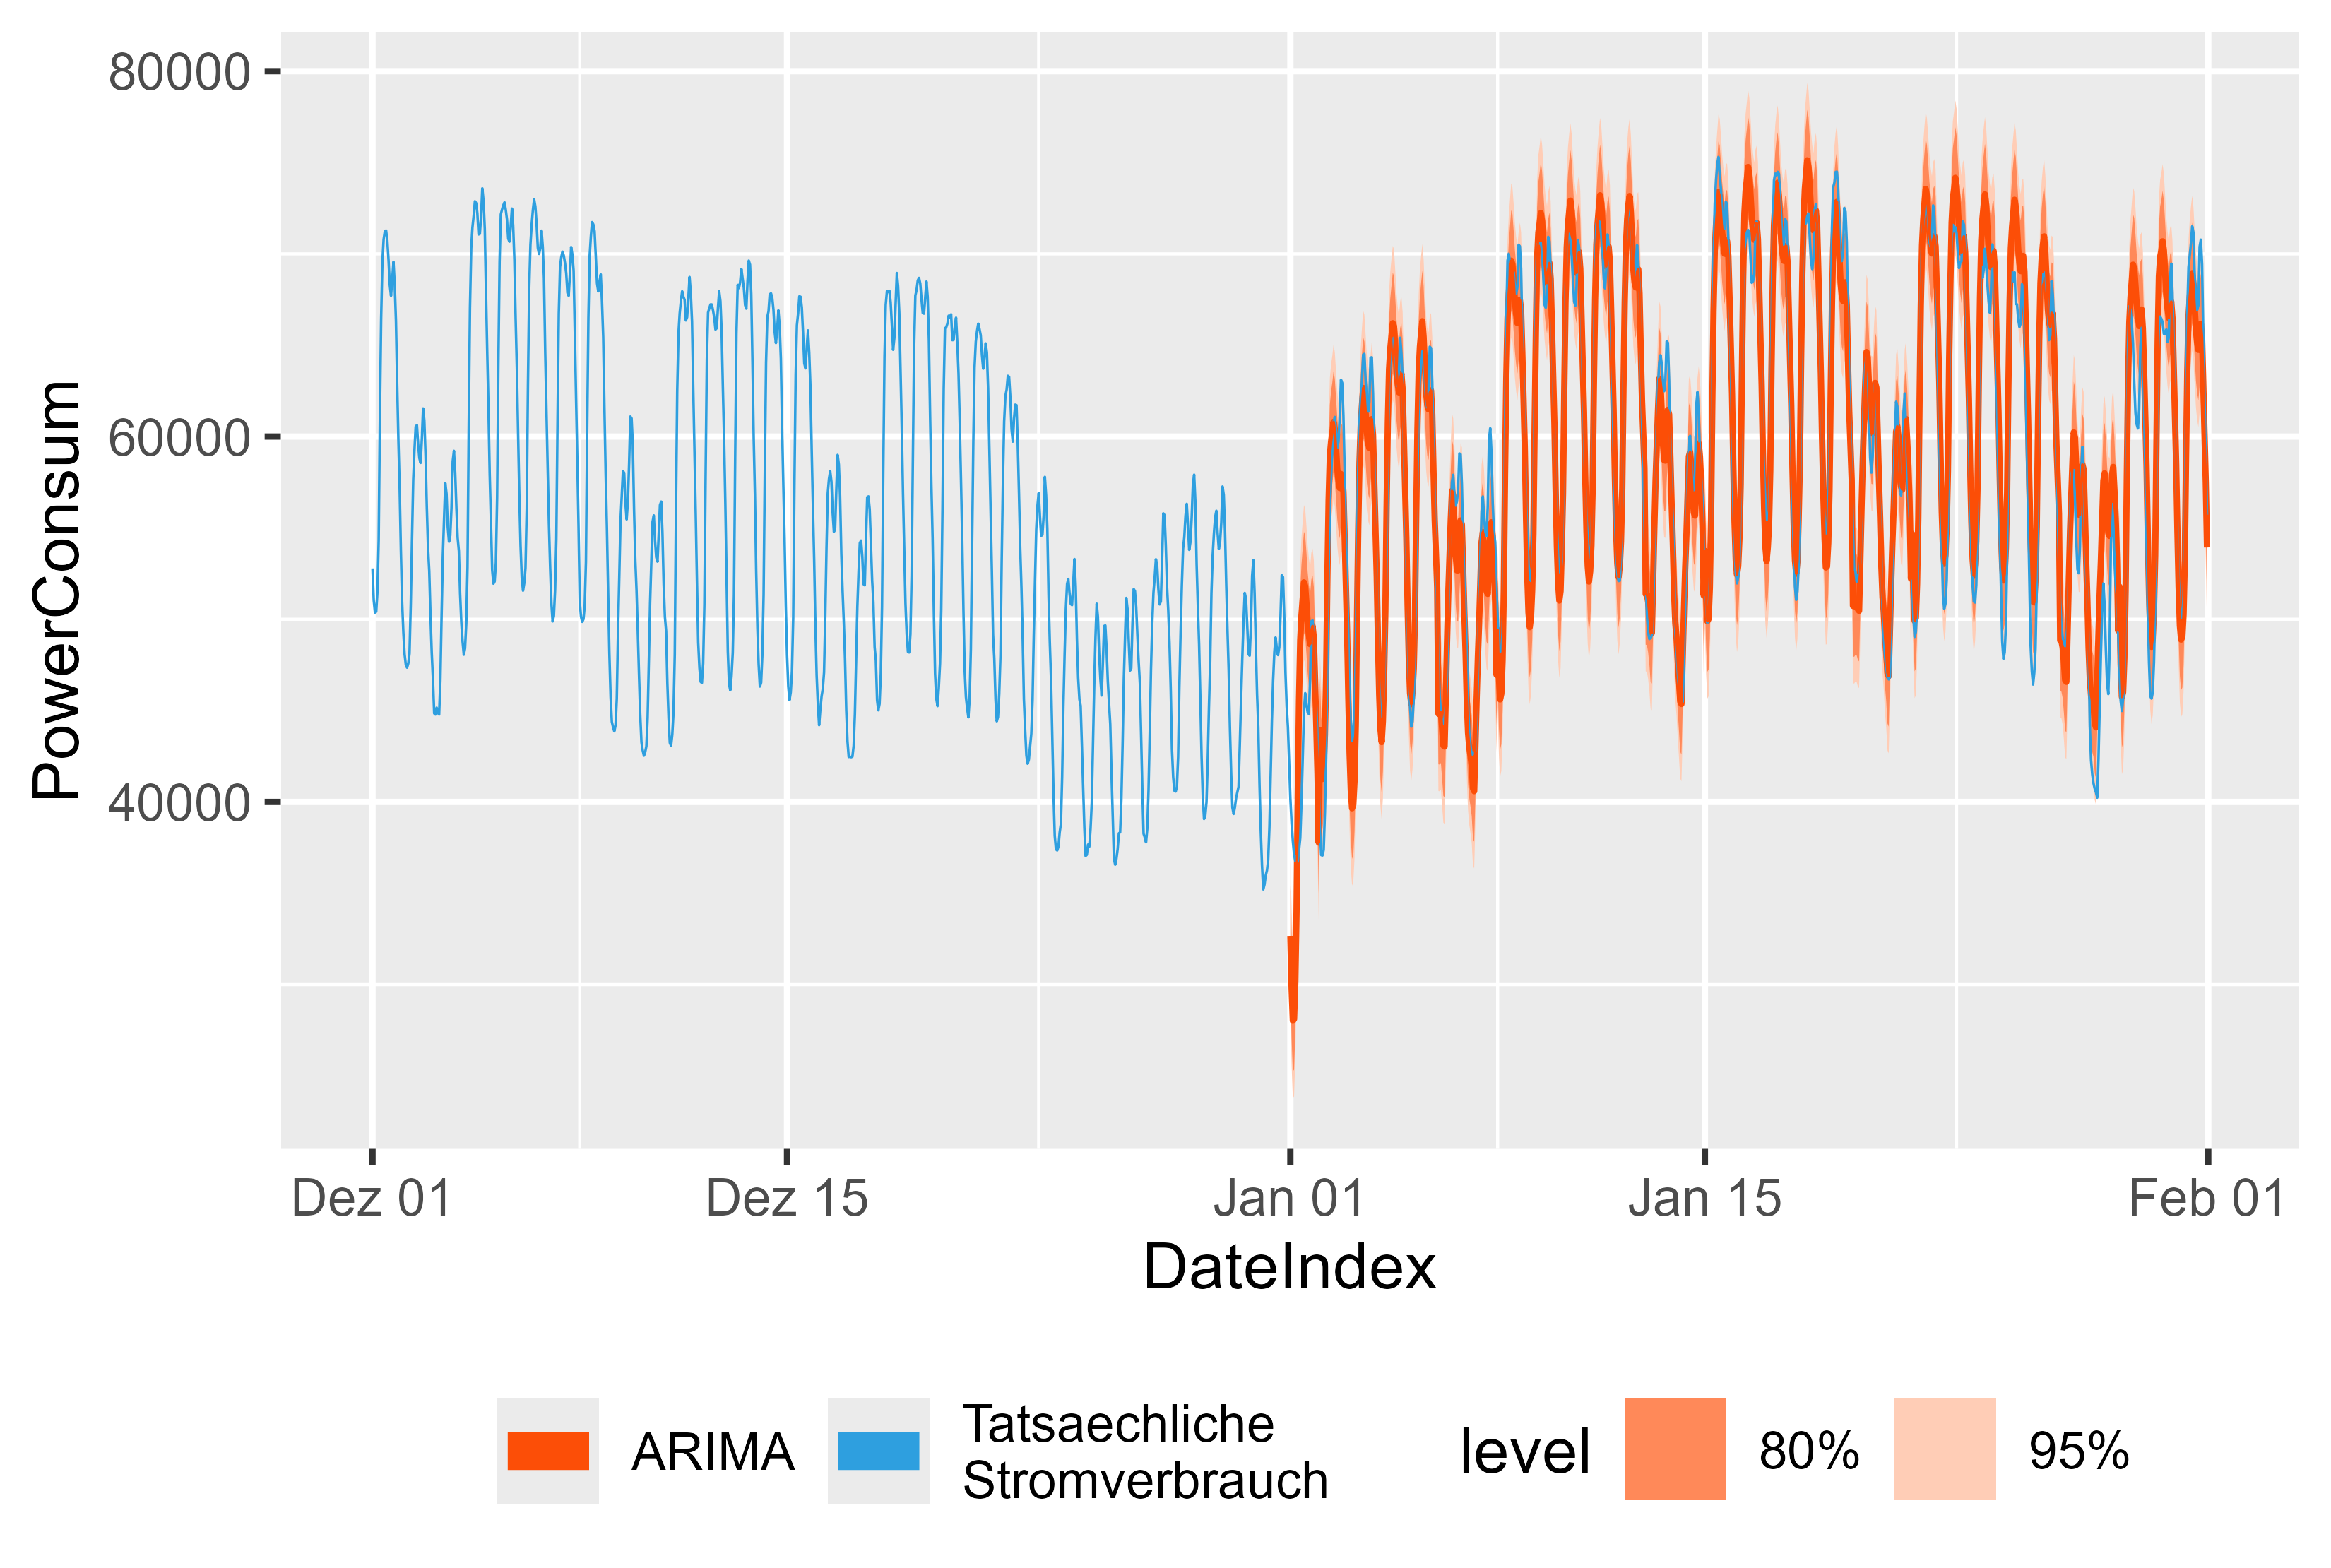 80000
60000
40000
PowerConsum
Dez 01
Dez 15
Jan 01
Jan 15
Feb 01
DateIndex
ARIMA
Tatsaechliche
Stromverbrauch
level
80%
95%